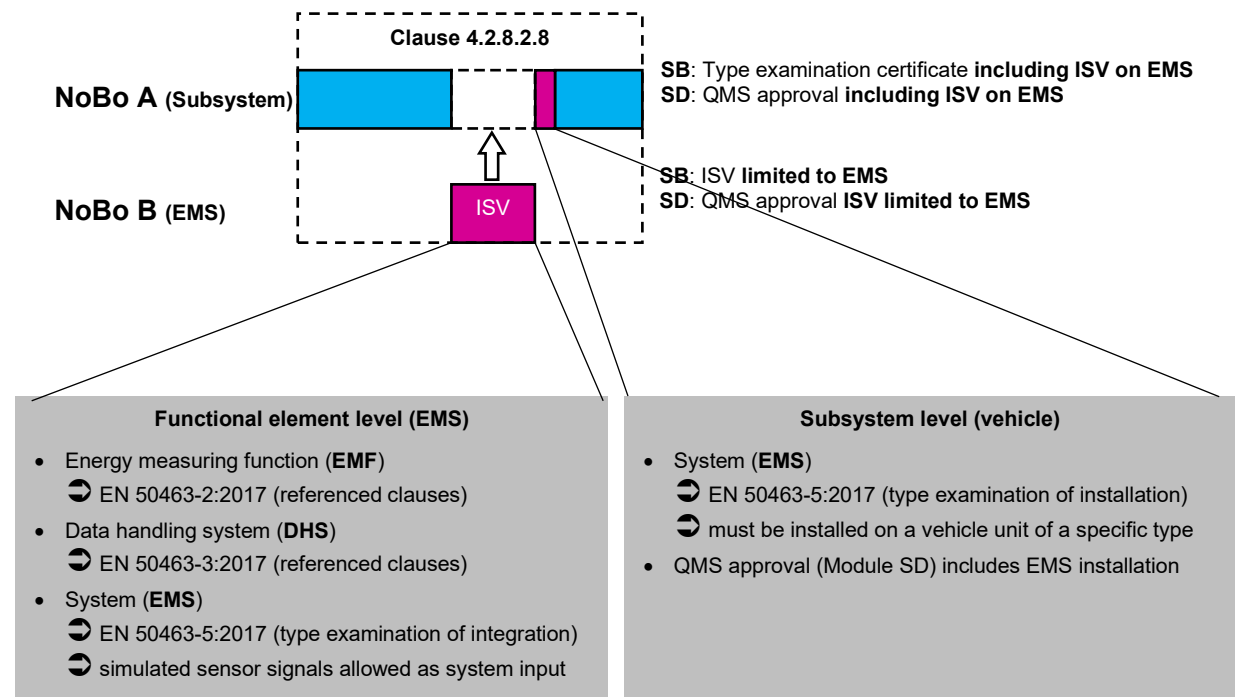 Clause 4.2.8.2.8
NoBo A (Subsystem)
SB: Type examination certificate including ISV on EMS
SD: QMS approval including ISV on EMS
NoBo B (EMS)
ISV
SB: ISV limited to EMS
SD: QMS approval ISV limited to EMS
Functional element level (EMS)
• Energy measuring function (EMF)
➲ EN 50463-2:2017 (referenced clauses)
• Data handling system (DHS)
➲ EN 50463-3:2017 (referenced clauses)
• System (EMS)
➲ EN 50463-5:2017 (type examination of integration)
➲ simulated sensor signals allowed as system input
Subsystem level (vehicle)
• System (EMS)
➲ EN 50463-5:2017 (type examination of installation)
➲ must be installed on a vehicle unit of a specific type
• QMS approval (Module SD) includes EMS installation